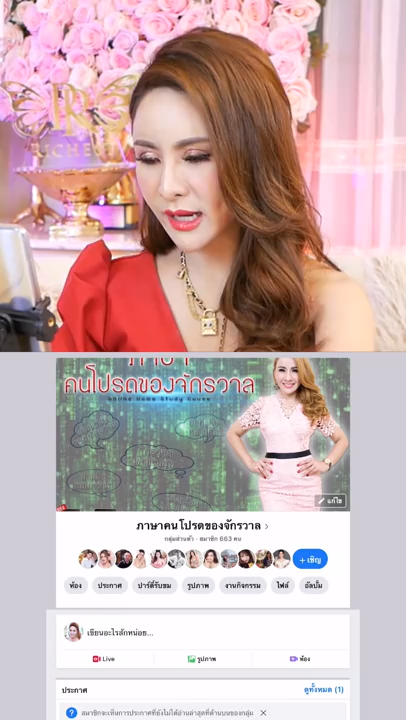 RICHE
ภาษา
คนโปรดของจักรวาล
Online Home Study Course
แก้ไข
ภาษาคนโปรดของจักรวาล
กลุ่มส่วนตัว · สมาชิก 663 คน
+ เชิญ
ห้อง ประกาศ ปาร์ตี้รับชม รูปภาพ งานกิจกรรม ไฟล์ อัลบั้ม
เขียนอะไรสักหน่อย...
Live รูปภาพ ห้อง
ประกาศ ดูทั้งหมด (1)
สมาชิกจะเห็นการประกาศที่ยังไม่ได้อ่านล่าสุดที่ด้านบนของกลุ่ม